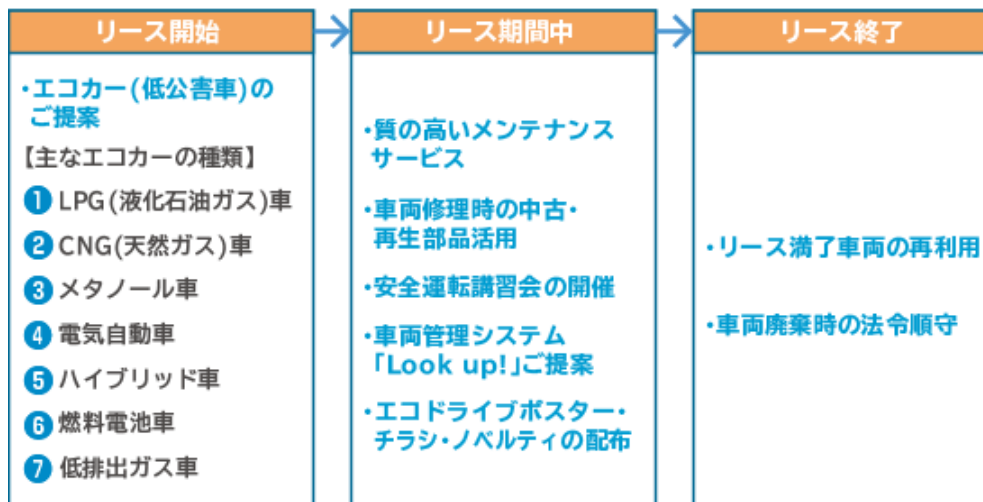 リース開始
・エコカー(低公害車)の
ご提案
【主なエコカーの種類】
❶ LPG(液化石油ガス)車
❷ CNG(天然ガス)車
❸ メタノール車
❹ 電気自動車
❺ ハイブリッド車
❻ 燃料電池車
❼ 低排出ガス車
リース期間中
・質の高いメンテナンス
サービス
・車両修理時の中古・
再生部品活用
・安全運転講習会の開催
・車両管理システム
「Look up!」ご提案
・エコドライブポスター・
チラシ・ノベルティの配布
リース終了
・リース満了車両の再利用
・車両廃棄時の法令順守